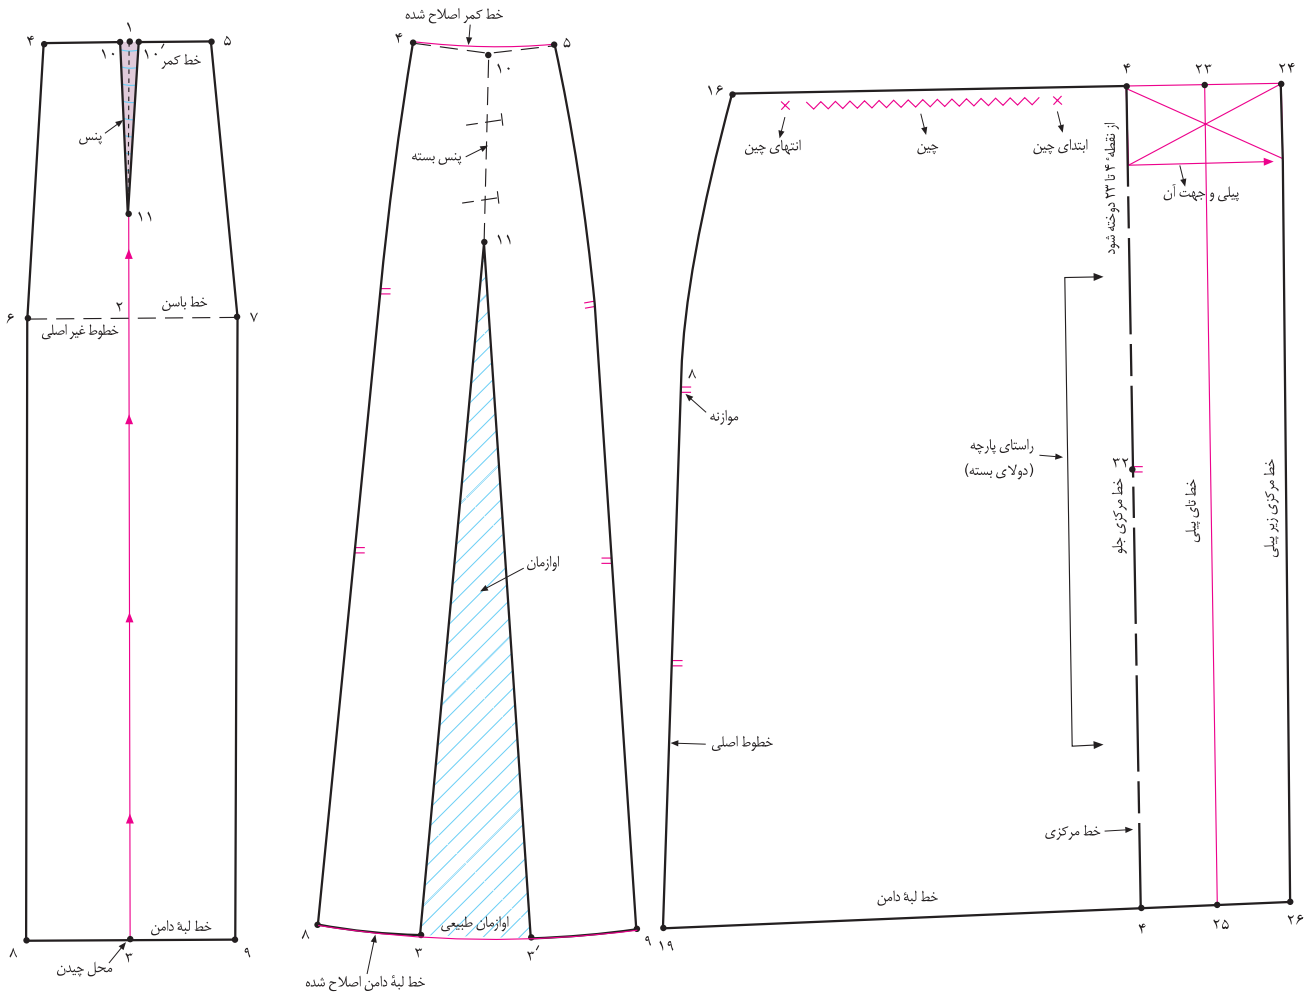 ۱
۴
۱۰
۱۰′
۵
خط کمر
پنس
۱۱
۲
خط باسن
۶
۷
خطوط غیر اصلی
خط لبۀ دامن
۸
۳
۹
محل چیدن
خط کمر اصلاح شده
۴
۵
۱۰
پنس بسته
۱۱
اوازمان
اوازمان طبیعی
۸
۳
۳′
۹
خط لبۀ دامن اصلاح شده
۱۶
۴
۲۳
۲۴
انتهای چین
چین
ابتدای چین
از نقطه ۴ تا ۲۳ دوخته شود
پیلی و جهت آن
۸
موازنه
راستای پارچه
(دولای بسته)
۳۲
خط مرکزی جلو
خط تای پیلی
خط مرکزی زیر پیلی
خطوط اصلی
خط مرکزی
خط لبۀ دامن
۱۹
۴
۲۵
۲۶